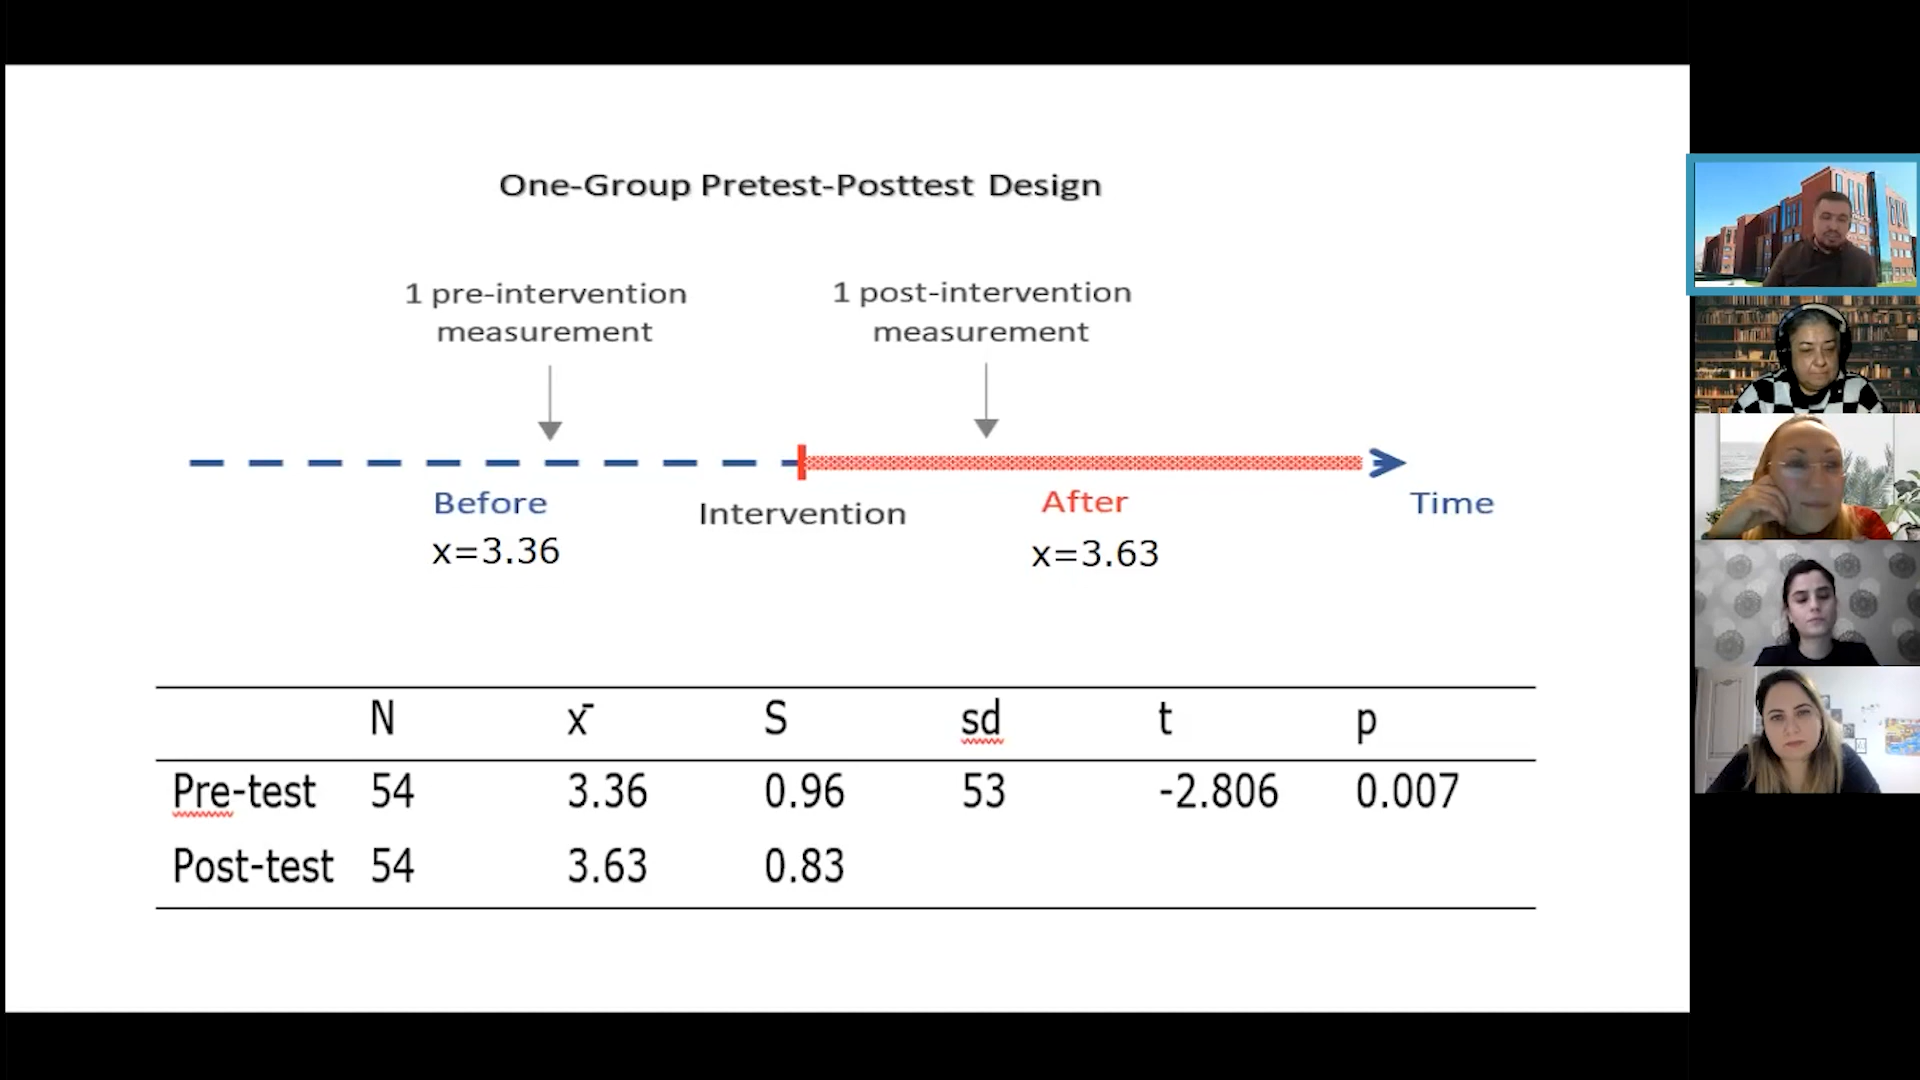 One-Group Pretest-Posttest Design
1 pre-intervention
measurement
1 post-intervention
measurement
Before
Intervention
After
Time
x=3.36
x=3.63
N x̄ S sd t p
Pre-test 54 3.36 0.96 53 -2.806 0.007
Post-test 54 3.63 0.83